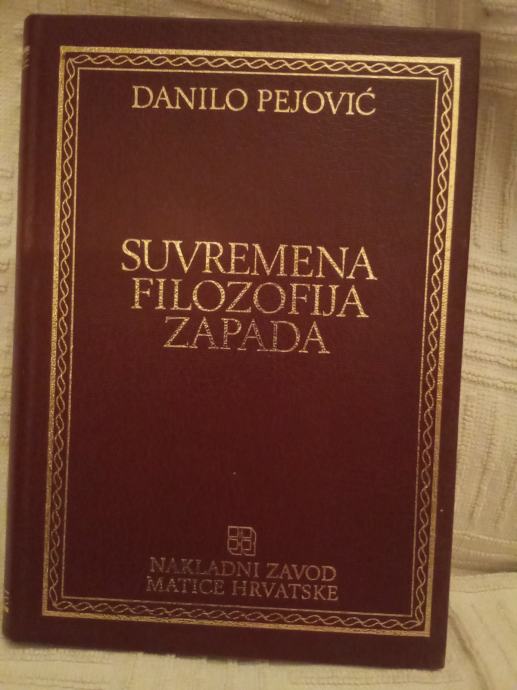 DANILO PEJOVIĆ
SUVREMENA
FILOZOFIJA
ZAPADA
NAKLADNI ZAVOD
MATICE HRVATSKE